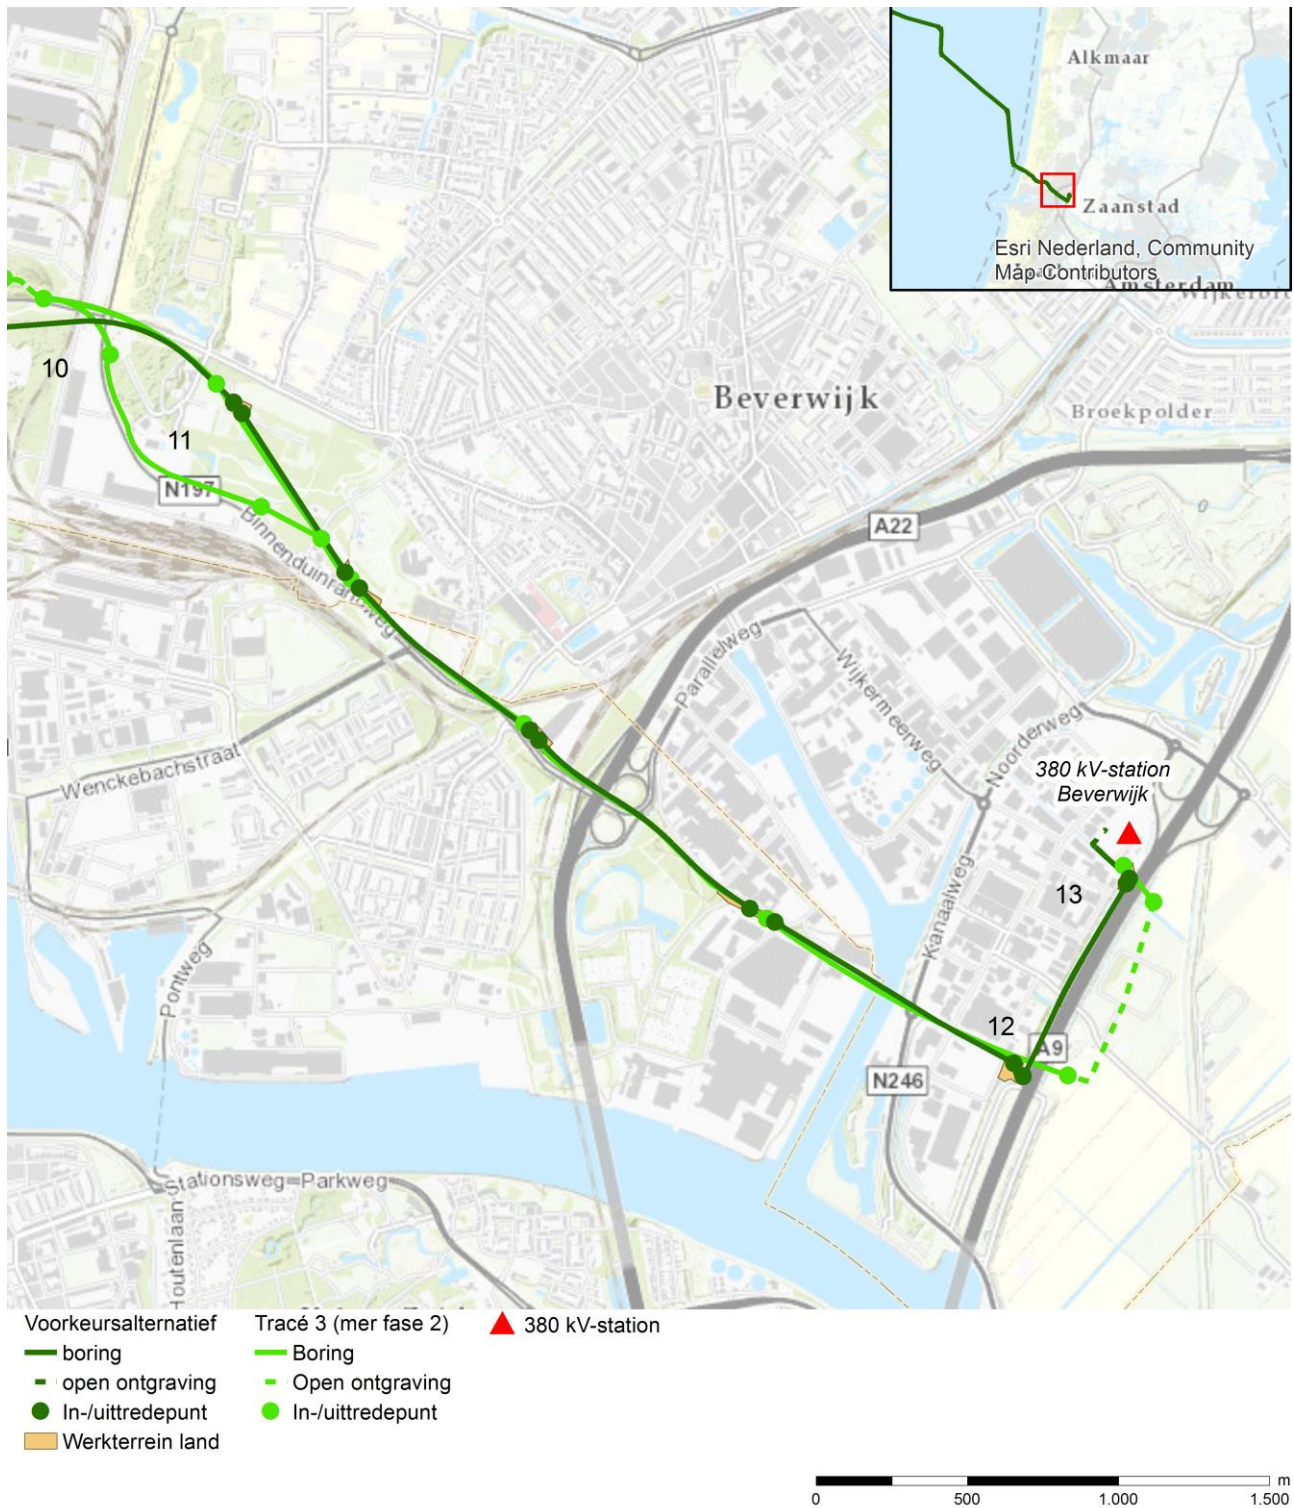 Alkmaar
Zaanstad
Esri Nederland, Community
Map Contributors
Amsterdam
10
Beverwijk
Broekpolder
11
N197
A22
Binnenduinrandweg
Parallelweg
Wijkermeerweg
Noorderweg
Wenckebachstraat
380 kV-station
Beverwijk
13
Kanaalweg
Pontweg
12
A9
N246
Stationsweg-Parkweg
Houtenlaan
Voorkeursalternatief
boring
open ontgraving
In-/uittredepunt
Werkterrein land
Tracé 3 (mer fase 2)
Boring
Open ontgraving
In-/uittredepunt
380 kV-station
0
500
1.000
1.500
m